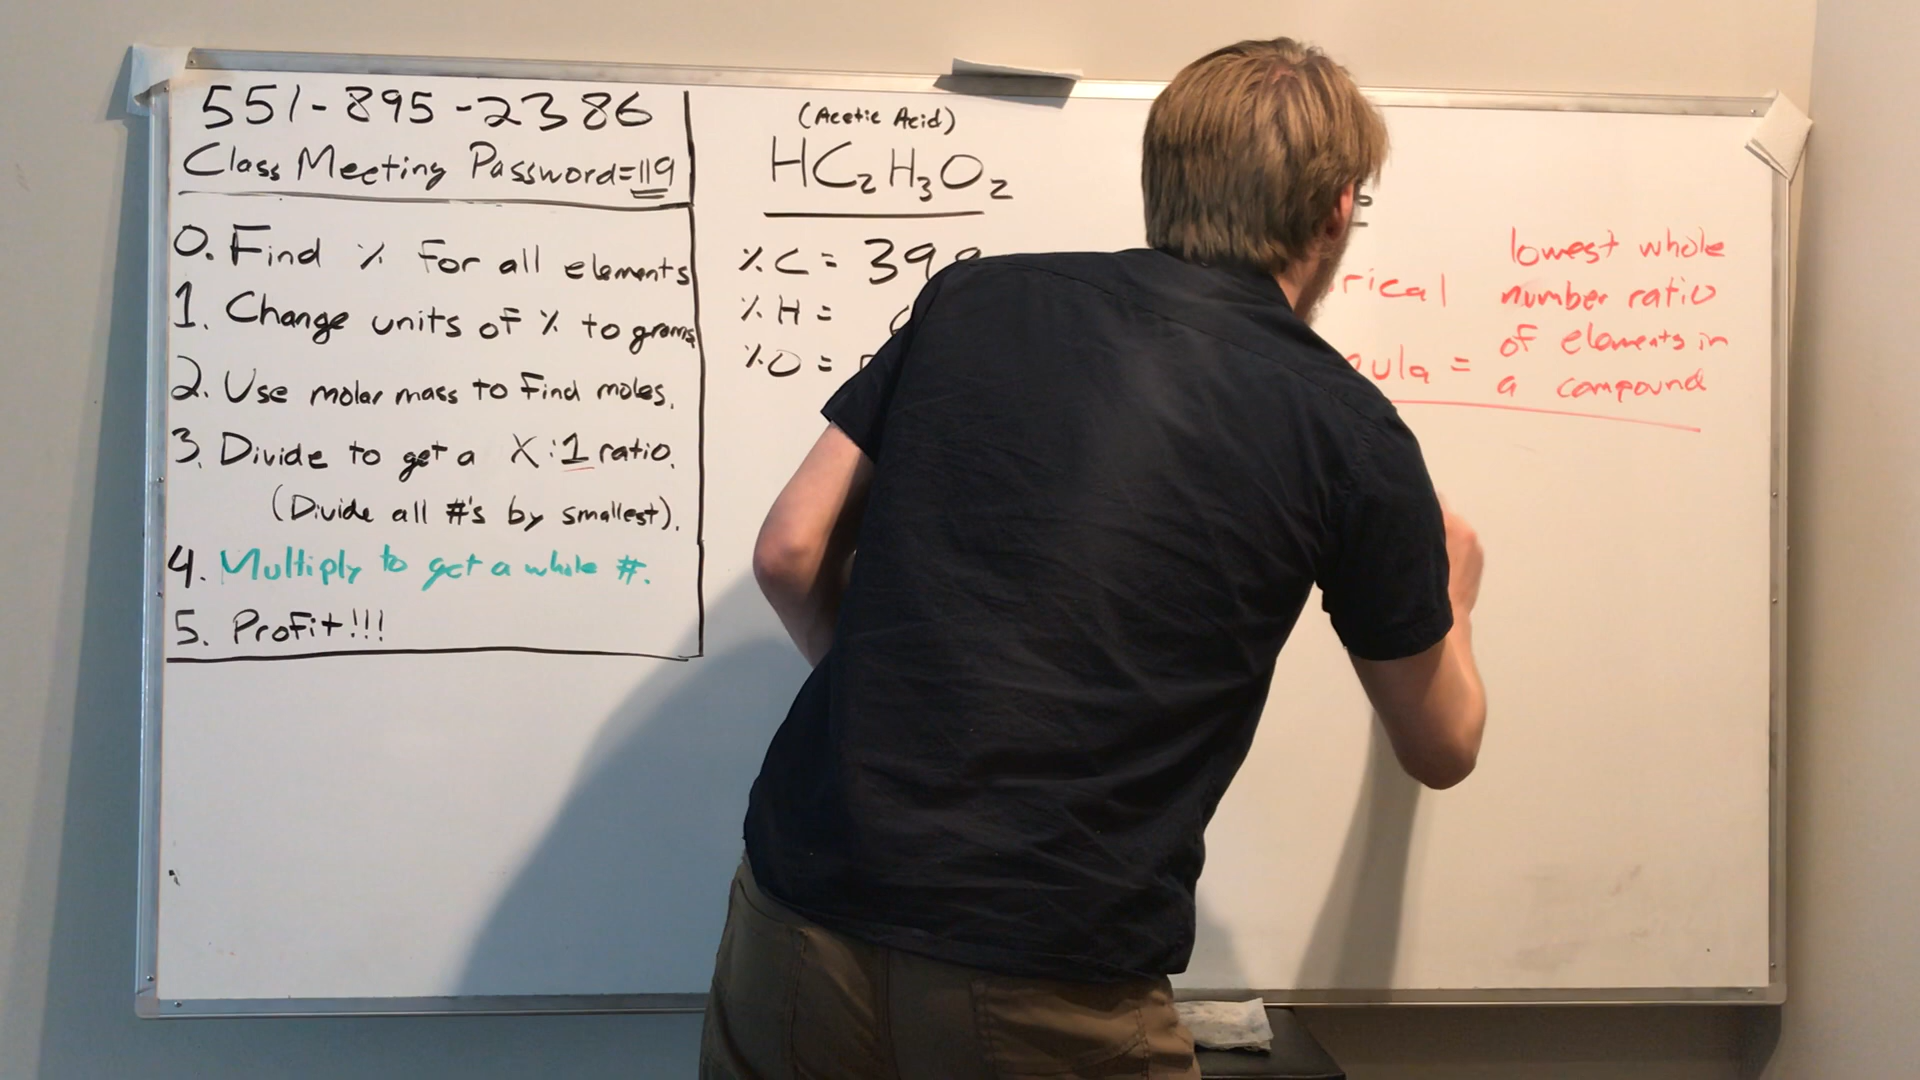 551-895-2386
Class Meeting Password=119
0. Find % for all elements
1. Change units of % to grams
2. Use molar mass to find moles.
3. Divide to get a X:1 ratio.
(Divide all #'s by smallest).
4. Multiply to get a whole #.
5. Profit!!!
(Acetic Acid)
HC2H3O2
%C = 39
%H =
%O =
lowest whole
number ratio
of elements in
= a compound